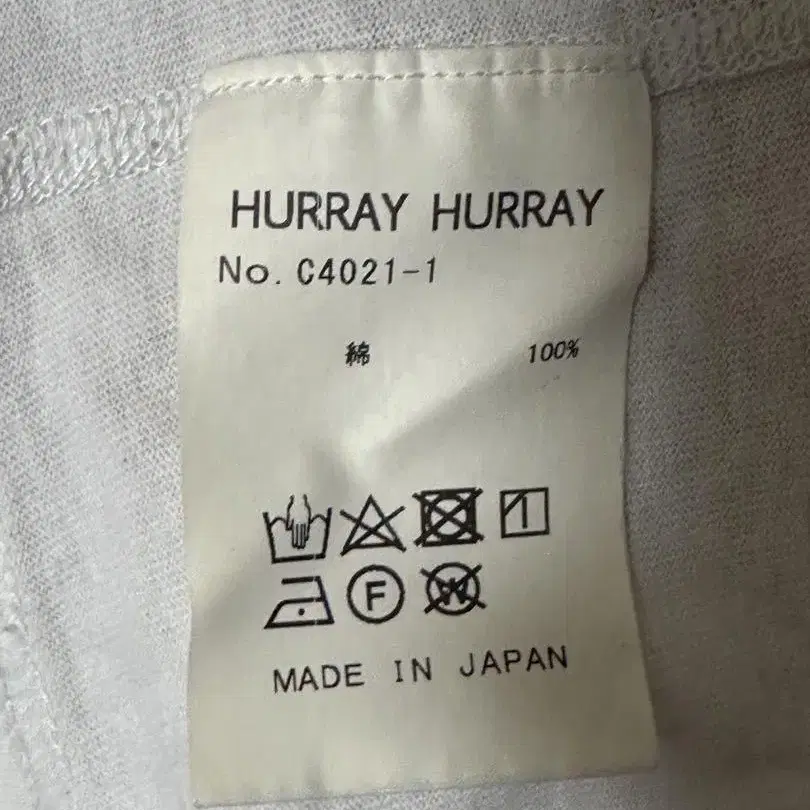 HURRAY HURRAY
No. C4021-1
綿 100%
F W
MADE IN JAPAN